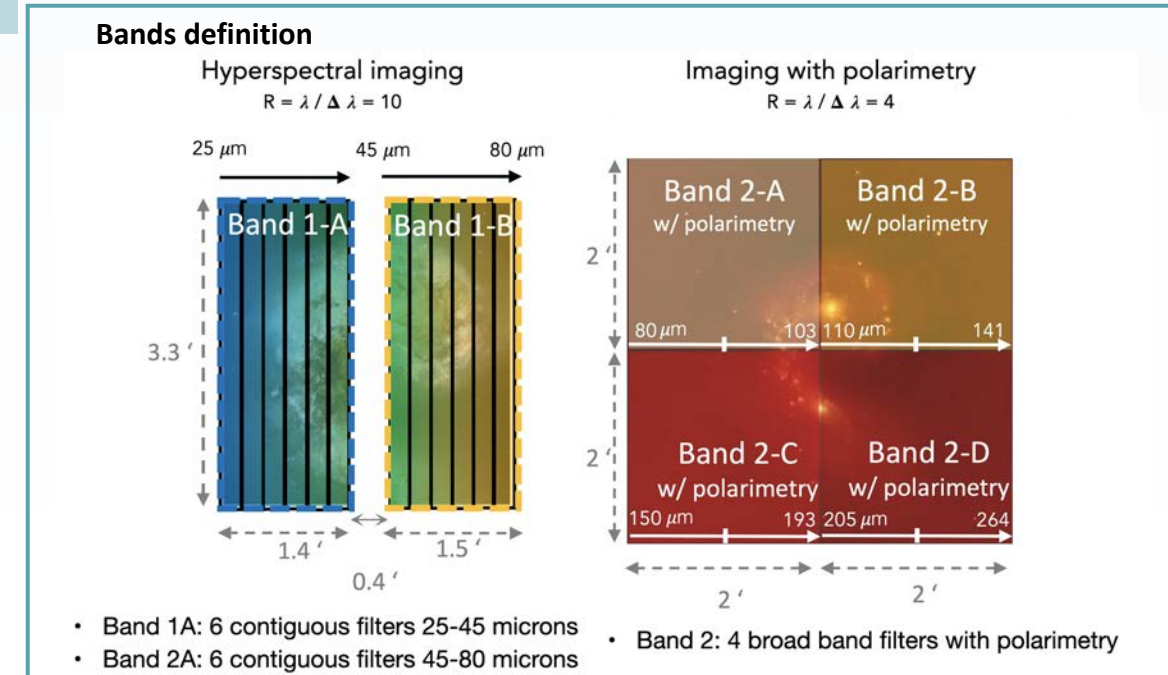 Bands definition
Hyperspectral imaging
R = λ / Δ λ = 10
25 μm
45 μm
80 μm
Band 1-A
Band 1-B
3.3 ′
1.4 ′
1.5 ′
0.4 ′
• Band 1A: 6 contiguous filters 25-45 microns
• Band 2A: 6 contiguous filters 45-80 microns
Imaging with polarimetry
R = λ / Δ λ = 4
Band 2-A
w/ polarimetry
Band 2-B
w/ polarimetry
2 ′
80 μm
103
110 μm
141
Band 2-C
w/ polarimetry
Band 2-D
w/ polarimetry
2 ′
150 μm
193
205 μm
264
2 ′
2 ′
• Band 2: 4 broad band filters with polarimetry